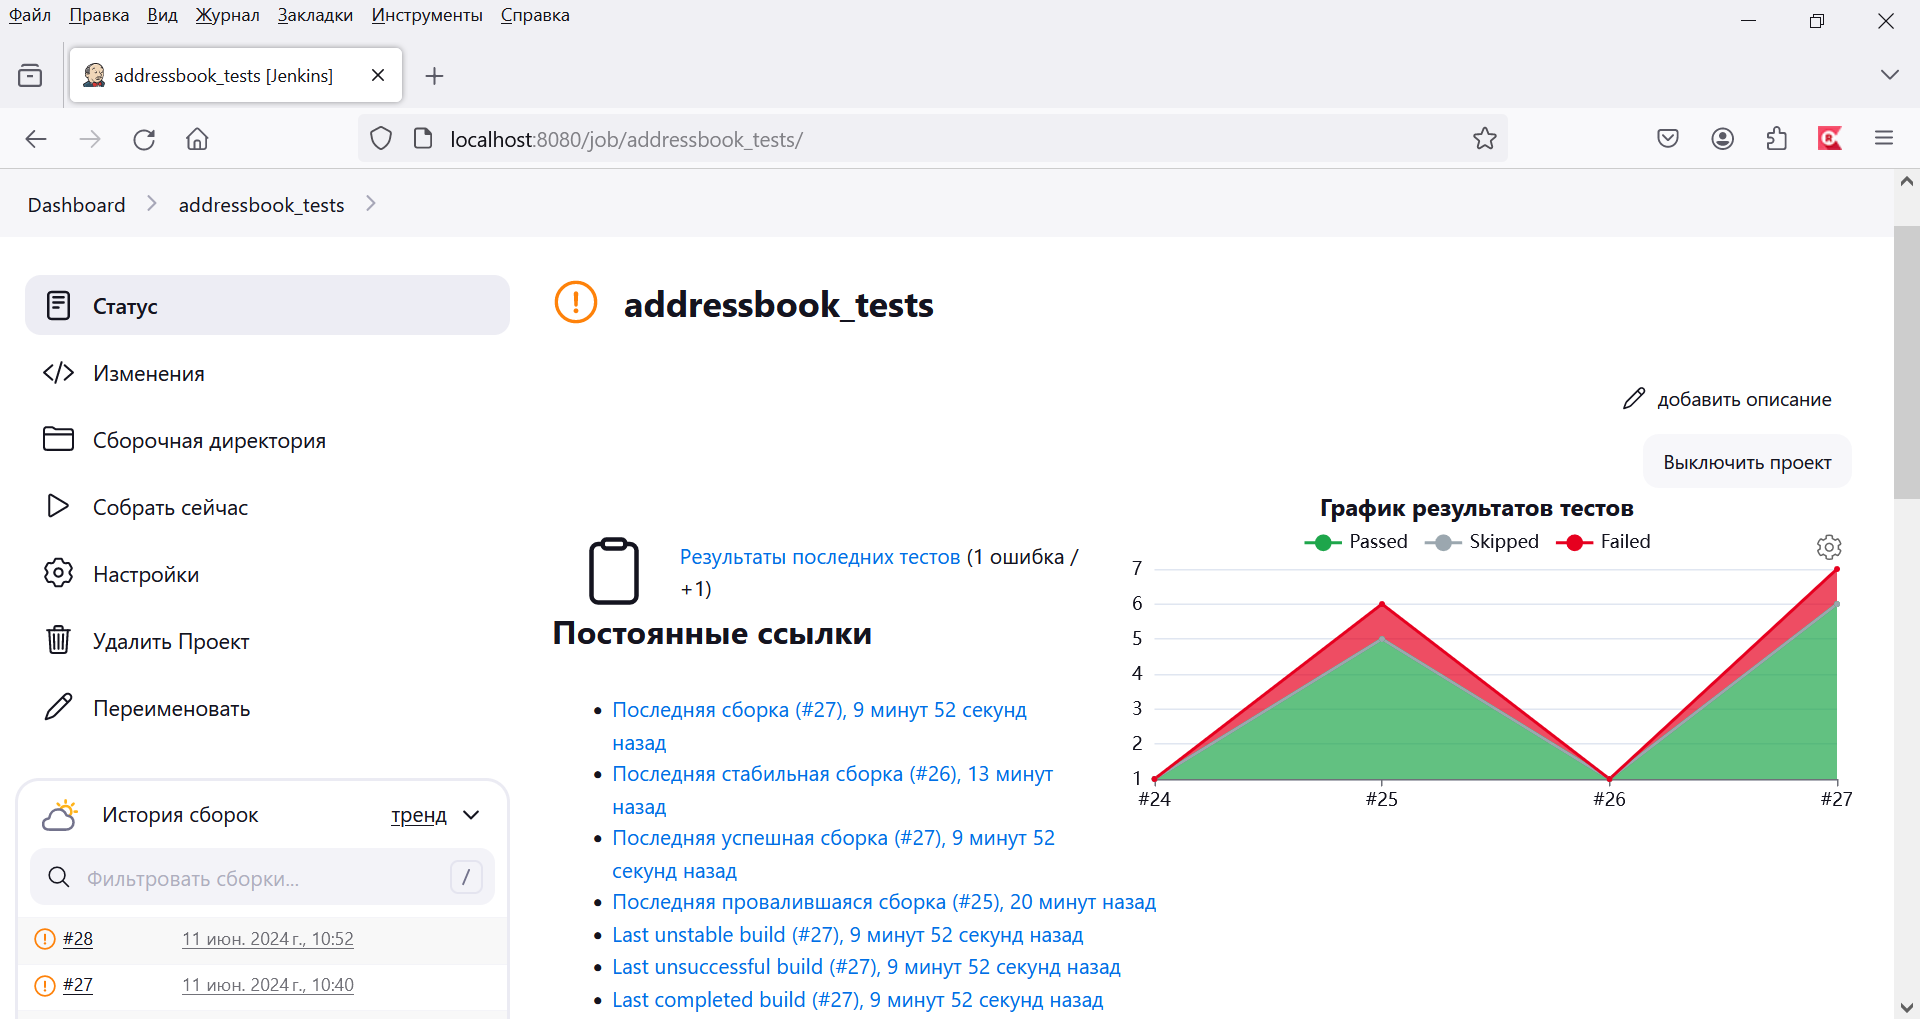 Файл Правка Вид Журнал Закладки Инструменты Справка
addressbook_tests [Jenkins]
localhost:8080/job/addressbook_tests/
Dashboard addressbook_tests
Статус
Изменения
Сборочная директория
Собрать сейчас
Настройки
Удалить Проект
Переименовать
История сборок тренд
Фильтровать сборки... /
#28 11 июн. 2024 г., 10:52
#27 11 июн. 2024 г., 10:40
addressbook_tests
добавить описание
Выключить проект
Результаты последних тестов (1 ошибка /
+1)
Постоянные ссылки
Последняя сборка (#27), 9 минут 52 секунд
назад
Последняя стабильная сборка (#26), 13 минут
назад
Последняя успешная сборка (#27), 9 минут 52
секунд назад
Последняя провалившаяся сборка (#25), 20 минут назад
Last unstable build (#27), 9 минут 52 секунд назад
Last unsuccessful build (#27), 9 минут 52 секунд назад
Last completed build (#27), 9 минут 52 секунд назад
График результатов тестов
Passed Skipped Failed
7
6
5
4
3
2
1
#24 #25 #26 #27